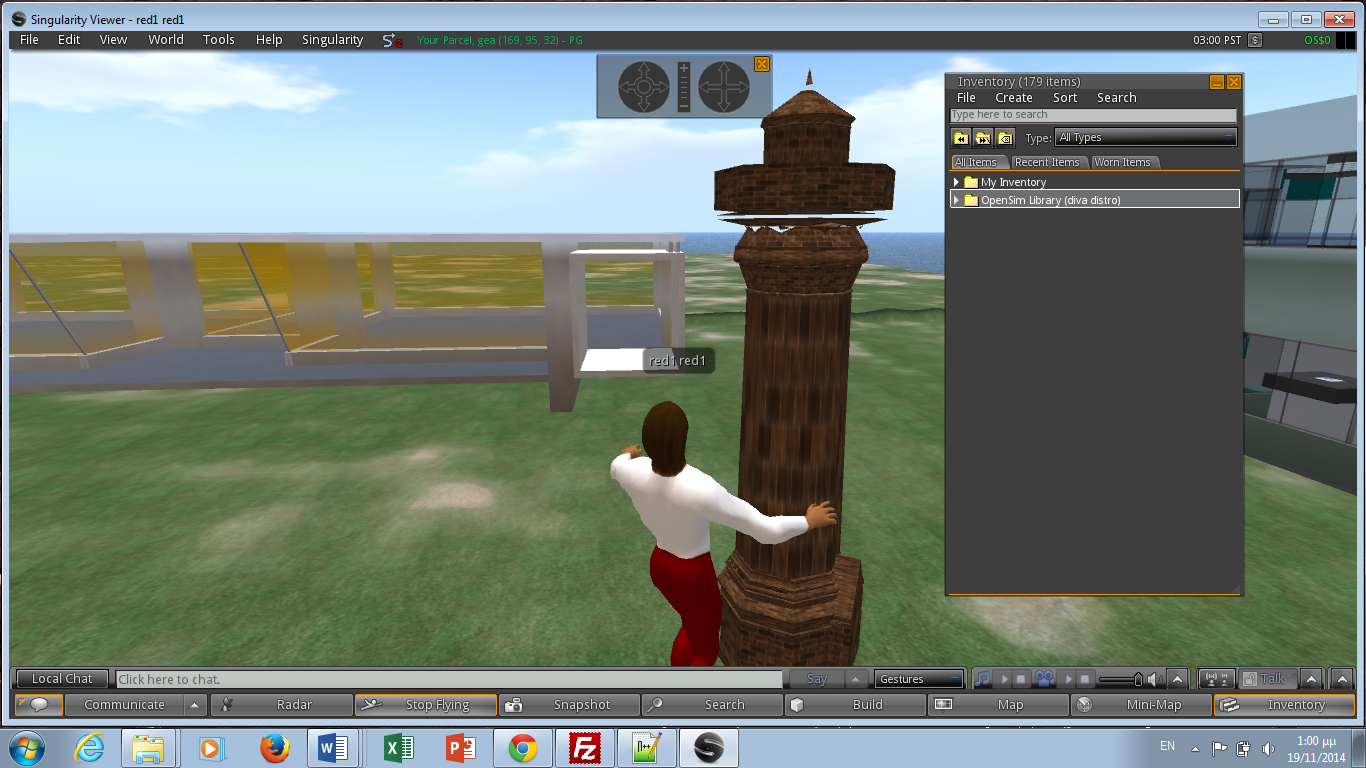 Singularity Viewer - red1 red1
File Edit View World Tools Help Singularity Your Parcel, gea (169, 95, 32) - PG 03:00 PST $ OS$0
Inventory (179 items)
File Create Sort Search
Type here to search
Type: All Types
All Items Recent Items Worn Items
My Inventory
OpenSim Library (diva distro)
red1 red1
Local Chat Click here to chat. Say Gestures Talk
Communicate Radar Stop Flying Snapshot Search Build Map Mini-Map Inventory
EN 1:00 μμ
19/11/2014